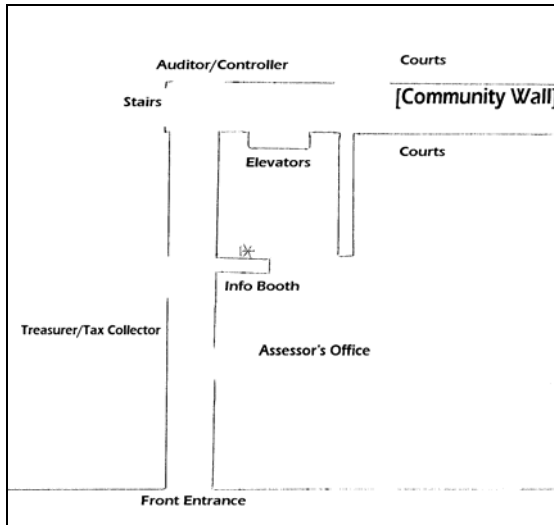 Auditor/Controller
Courts
Stairs
[Community Wall]
Elevators
Courts
Info Booth
Treasurer/Tax Collector
Assessor's Office
Front Entrance